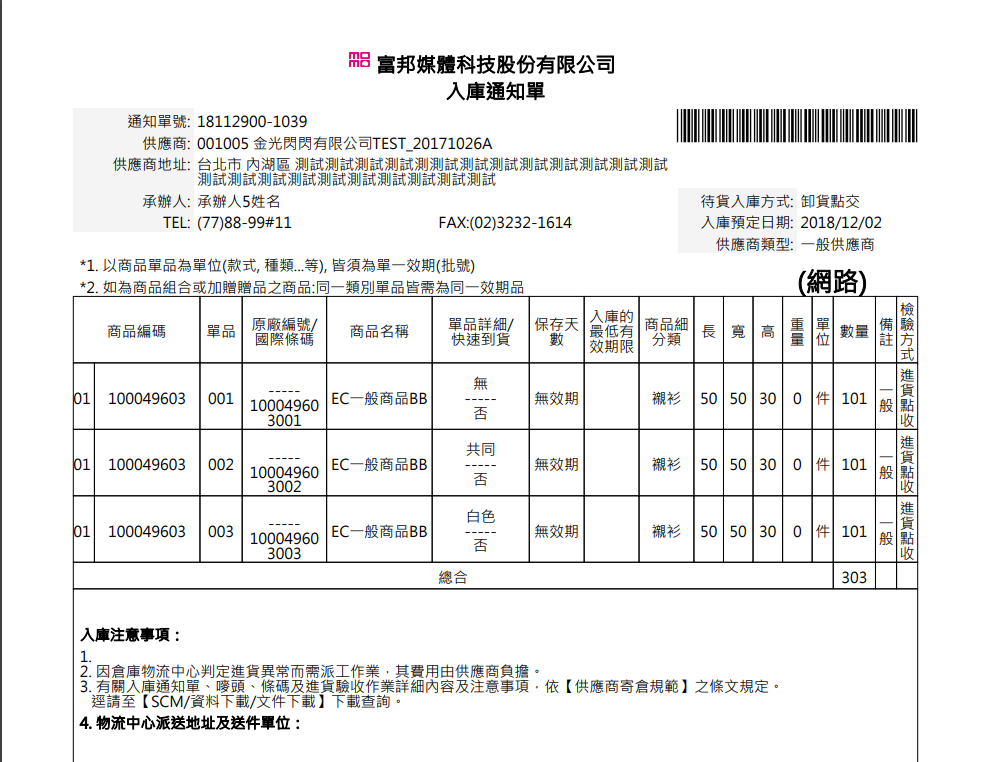 momo 富邦媒體科技股份有限公司
入庫通知單
通知單號: 18112900-1039
供應商: 001005 金光閃閃有限公司TEST_20171026A
供應商地址: 台北市 內湖區 測試測試測試測試測試測試測試測試測試測試測試測試測試
測試測試測試測試測試測試測試測試測試測試
承辦人: 承辦人5姓名
TEL: (77)88-99#11 FAX:(02)3232-1614
待貨入庫方式: 卸貨點交
入庫預定日期: 2018/12/02
供應商類型: 一般供應商
*1. 以商品單品為單位(款式, 種類...等), 皆須為單一效期(批號)
*2. 如為商品組合或加贈贈品之商品:同一類別單品皆需為同一效期品
(網路)
商品編碼 單品 原廠編號/國際條碼 商品名稱 單品詳細/快速到貨 保存天數 入庫的最低有效期限 商品細分類 長 寬 高 重量 單位 數量 備註 檢驗方式
01 100049603 001 ----- 100049603001 EC一般商品BB 無 ----- 否 無效期 襯衫 50 50 30 0 件 101 一般 進貨點收
01 100049603 002 ----- 100049603002 EC一般商品BB 共同 ----- 否 無效期 襯衫 50 50 30 0 件 101 一般 進貨點收
01 100049603 003 ----- 100049603003 EC一般商品BB 白色 ----- 否 無效期 襯衫 50 50 30 0 件 101 一般 進貨點收
總合 303
入庫注意事項：
1.
2. 因倉庫物流中心判定進貨異常而需派工作業，其費用由供應商負擔。
3. 有關入庫通知單、嘜頭、條碼及進貨驗收作業詳細內容及注意事項，依【供應商寄倉規範】之條文規定。
逕請至【SCM/資料下載/文件下載】下載查詢。
4. 物流中心派送地址及送件單位：